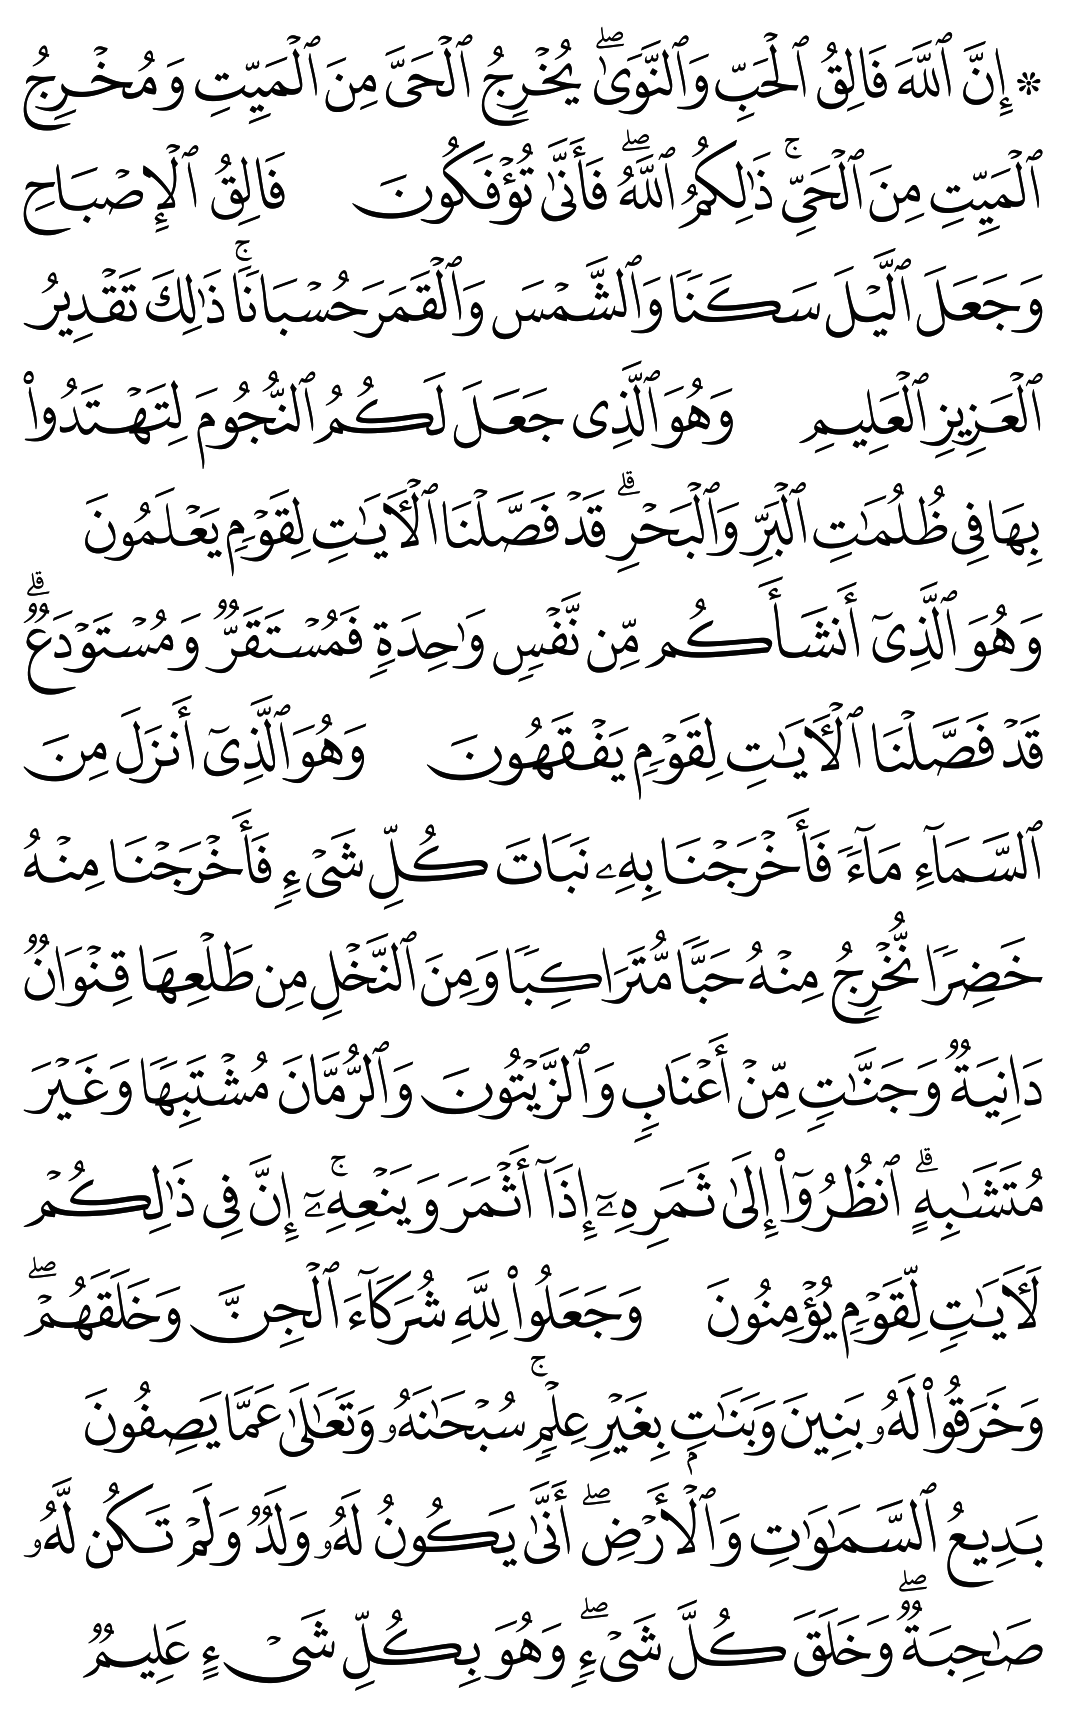 * إِنَّ ٱللَّهَ فَالِقُ ٱلْحَبِّ وَٱلنَّوَىٰۖ يُخْرِجُ ٱلْحَىَّ مِنَ ٱلْمَيِّتِ وَمُخْرِجُ
ٱلْمَيِّتِ مِنَ ٱلْحَىِّۚ ذَٰلِكُمُ ٱللَّهُۖ فَأَنَّىٰ تُؤْفَكُونَ فَالِقُ ٱلْإِصْبَاحِ
وَجَعَلَ ٱلَّيْلَ سَكَنًا وَٱلشَّمْسَ وَٱلْقَمَرَ حُسْبَانًاۚ ذَٰلِكَ تَقْدِيرُ
ٱلْعَزِيزِ ٱلْعَلِيمِ وَهُوَ ٱلَّذِى جَعَلَ لَكُمُ ٱلنُّجُومَ لِتَهْتَدُوا۟
بِهَا فِى ظُلُمَٰتِ ٱلْبَرِّ وَٱلْبَحْرِۗ قَدْ فَصَّلْنَا ٱلْـَٔايَٰتِ لِقَوْمٍ يَعْلَمُونَ
وَهُوَ ٱلَّذِىٓ أَنشَأَكُم مِّن نَّفْسٍ وَٰحِدَةٍ فَمُسْتَقَرٌّ وَمُسْتَوْدَعٌۗ
قَدْ فَصَّلْنَا ٱلْـَٔايَٰتِ لِقَوْمٍ يَفْقَهُونَ وَهُوَ ٱلَّذِىٓ أَنزَلَ مِنَ
ٱلسَّمَآءِ مَآءً فَأَخْرَجْنَا بِهِۦ نَبَاتَ كُلِّ شَىْءٍ فَأَخْرَجْنَا مِنْهُ
خَضِرًا نُّخْرِجُ مِنْهُ حَبًّا مُّتَرَاكِبًا وَمِنَ ٱلنَّخْلِ مِن طَلْعِهَا قِنْوَانٌ
دَانِيَةٌ وَجَنَّٰتٍ مِّنْ أَعْنَابٍ وَٱلزَّيْتُونَ وَٱلرُّمَّانَ مُشْتَبِهًا وَغَيْرَ
مُتَشَٰبِهٍۗ ٱنظُرُوٓا۟ إِلَىٰ ثَمَرِهِۦٓ إِذَآ أَثْمَرَ وَيَنْعِهِۦٓۚ إِنَّ فِى ذَٰلِكُمْ
لَـَٔايَٰتٍ لِّقَوْمٍ يُؤْمِنُونَ وَجَعَلُوا۟ لِلَّهِ شُرَكَآءَ ٱلْجِنَّ وَخَلَقَهُمْۖ
وَخَرَقُوا۟ لَهُۥ بَنِينَ وَبَنَٰتٍۭ بِغَيْرِ عِلْمٍۚ سُبْحَٰنَهُۥ وَتَعَٰلَىٰ عَمَّا يَصِفُونَ
بَدِيعُ ٱلسَّمَٰوَٰتِ وَٱلْأَرْضِۖ أَنَّىٰ يَكُونُ لَهُۥ وَلَدٌ وَلَمْ تَكُن لَّهُۥ
صَٰحِبَةٌۖ وَخَلَقَ كُلَّ شَىْءٍۖ وَهُوَ بِكُلِّ شَىْءٍ عَلِيمٌ